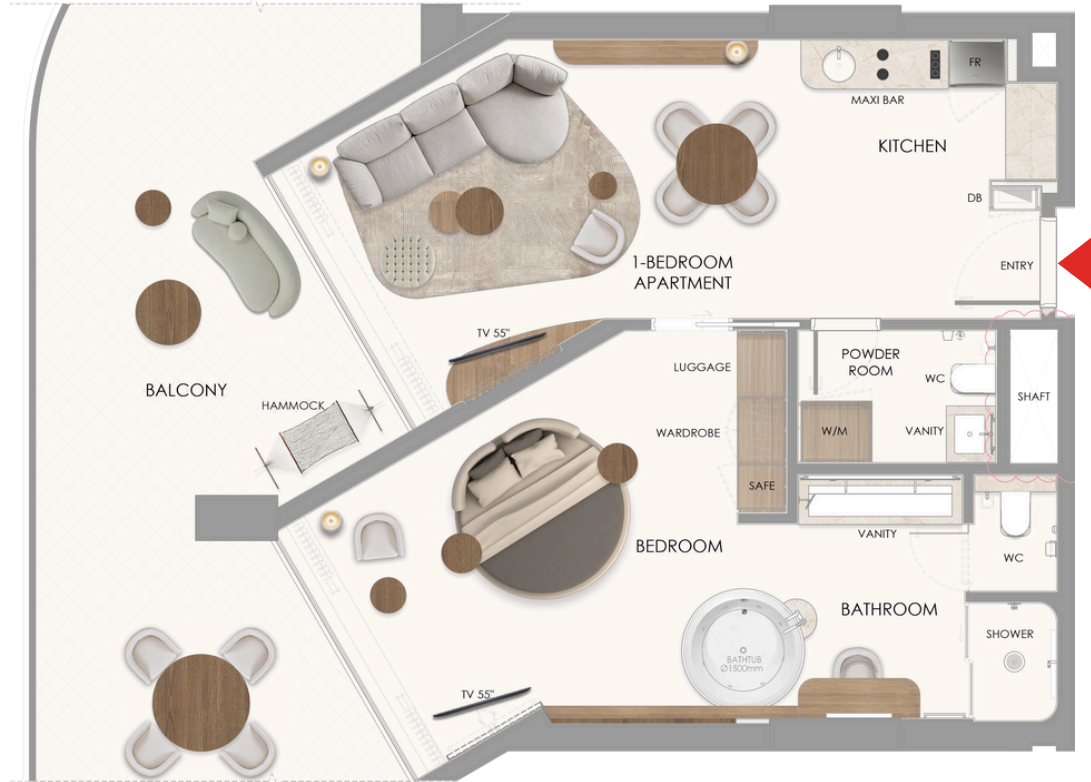 FR
MAXI BAR
KITCHEN
DB
1-BEDROOM
APARTMENT
ENTRY
TV 55"
BALCONY
HAMMOCK
LUGGAGE
POWDER
ROOM
WC
SHAFT
WARDROBE
W/M
VANITY
SAFE
BEDROOM
VANITY
WC
BATHROOM
SHOWER
BATHTUB
Ø1500mm
TV 55"